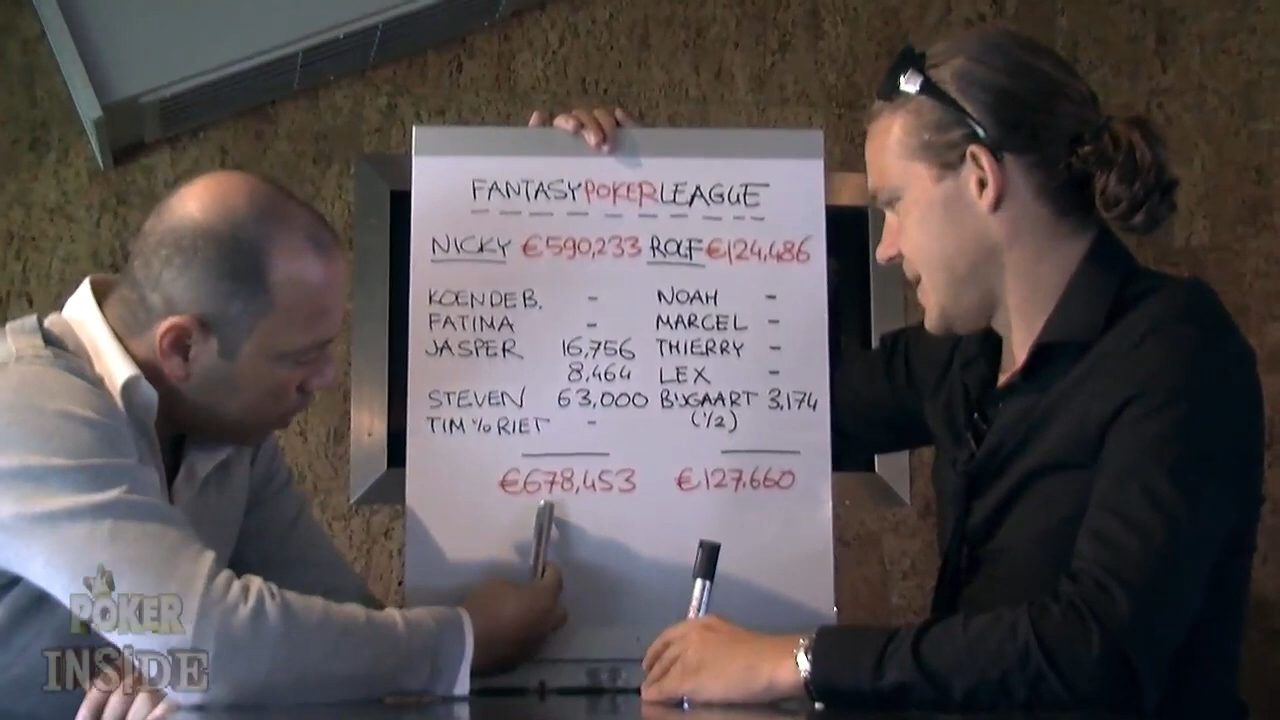 FANTASYPOKERLEAGUE
NICKY €590,233 ROLF €124,486
KOEN DE B. - NOAH -
FATIMA - MARCEL -
JASPER 16,756 THIERRY -
8,464 LEX -
STEVEN 63,000 BIJGAART 3,174
TIM % RIET - (1/2)
€678,453 €127.660
POKER
INSIDE